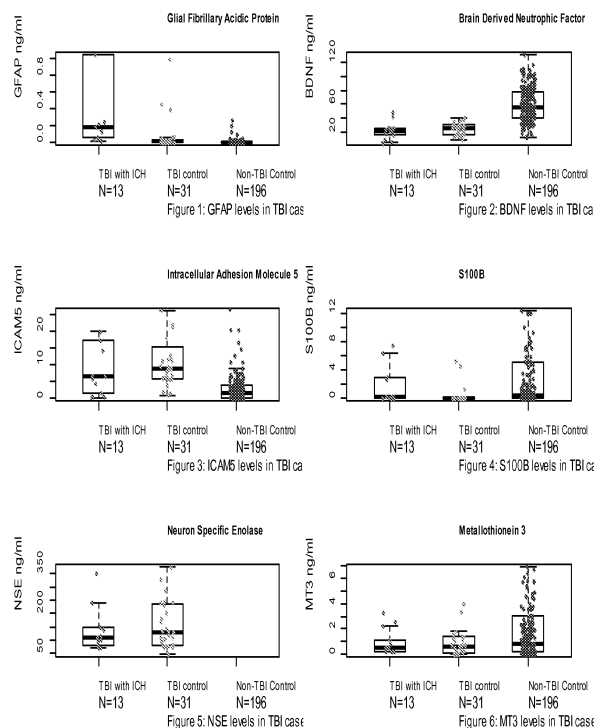 Glial Fibrillary Acidic Protein
GFAP ng/ml
0.0 0.4 0.8
TBI with ICH TBI control Non-TBI Control
N=13 N=31 N=196
Figure 1: GFAP levels in TBI cas
Brain Derived Neutrophic Factor
BDNF ng/ml
20 60 120
TBI with ICH TBI control Non-TBI Control
N=13 N=31 N=196
Figure 2: BDNF levels in TBI ca
Intracellular Adhesion Molecule 5
ICAM5 ng/ml
0 10 20
TBI with ICH TBI control Non-TBI Control
N=13 N=31 N=196
Figure 3: ICAM5 levels in TBI ca
S100B
S100B ng/ml
0 4 8 12
TBI with ICH TBI control Non-TBI Control
N=13 N=31 N=196
Figure 4: S100B levels in TBI ca
Neuron Specific Enolase
NSE ng/ml
50 200 350
TBI with ICH TBI control Non-TBI Control
N=13 N=31 N=196
Figure 5: NSE levels in TBI case
Metallothionein 3
MT3 ng/ml
0 2 4 6
TBI with ICH TBI control Non-TBI Control
N=13 N=31 N=196
Figure 6: MT3 levels in TBI case